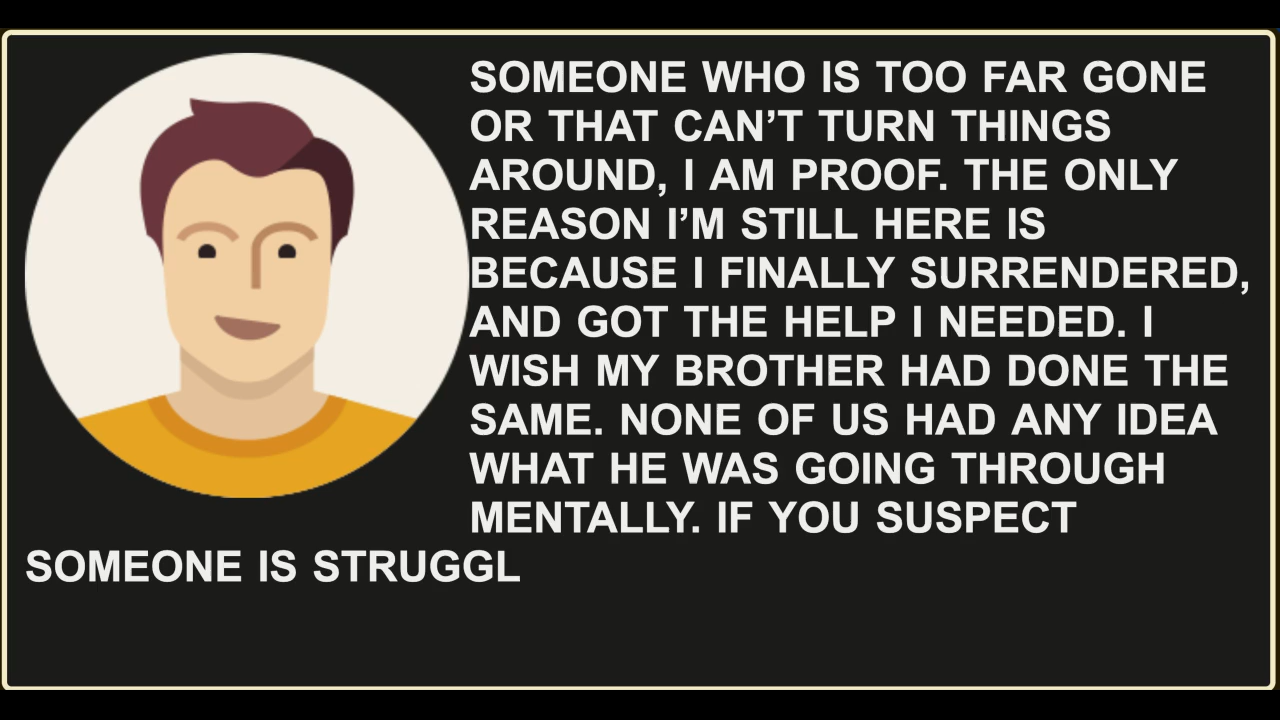 SOMEONE WHO IS TOO FAR GONE
OR THAT CAN’T TURN THINGS
AROUND, I AM PROOF. THE ONLY
REASON I’M STILL HERE IS
BECAUSE I FINALLY SURRENDERED,
AND GOT THE HELP I NEEDED. I
WISH MY BROTHER HAD DONE THE
SAME. NONE OF US HAD ANY IDEA
WHAT HE WAS GOING THROUGH
MENTALLY. IF YOU SUSPECT
SOMEONE IS STRUGGL